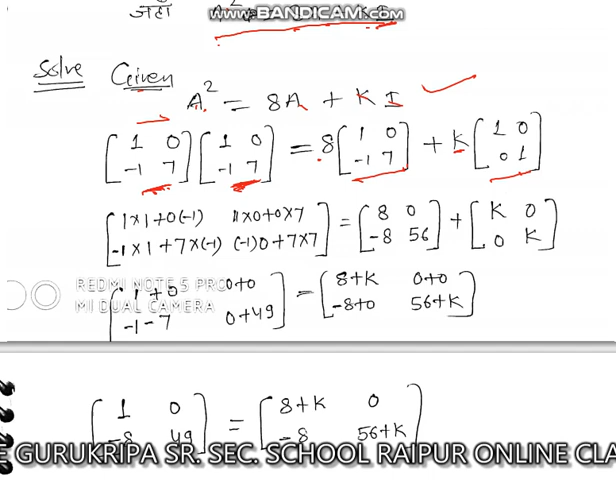 जहाँ A² = 8A + KI
www.BANDICAM.com
Solve Given
A² = 8A + K I
[1 0 -1 7] [1 0 -1 7] = 8 [1 0 -1 7] + K [1 0 0 1]
[1×1+0(-1) 1×0+0×7 -1×1+7×(-1) (-1)0+7×7] = [8 0 -8 56] + [K 0 0 K]
[1+0 0+0 -1-7 0+49] = [8+K 0+0 -8+0 56+K]
REDMI NOTE 5 PRO
MI DUAL CAMERA
[1 0 -8 49] = [8+K 0 -8 56+K]
E GURUKRIPA SR. SEC. SCHOOL RAIPUR ONLINE CLA